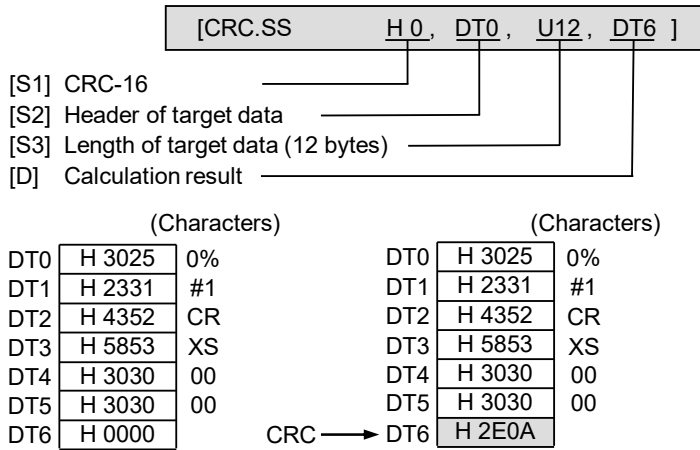 [CRC.SS H 0 , DT0 , U12 , DT6 ]
[S1] CRC-16
[S2] Header of target data
[S3] Length of target data (12 bytes)
[D] Calculation result
(Characters) (Characters)
DT0 H 3025 0% DT0 H 3025 0%
DT1 H 2331 #1 DT1 H 2331 #1
DT2 H 4352 CR DT2 H 4352 CR
DT3 H 5853 XS DT3 H 5853 XS
DT4 H 3030 00 DT4 H 3030 00
DT5 H 3030 00 DT5 H 3030 00
DT6 H 0000 CRC DT6 H 2E0A